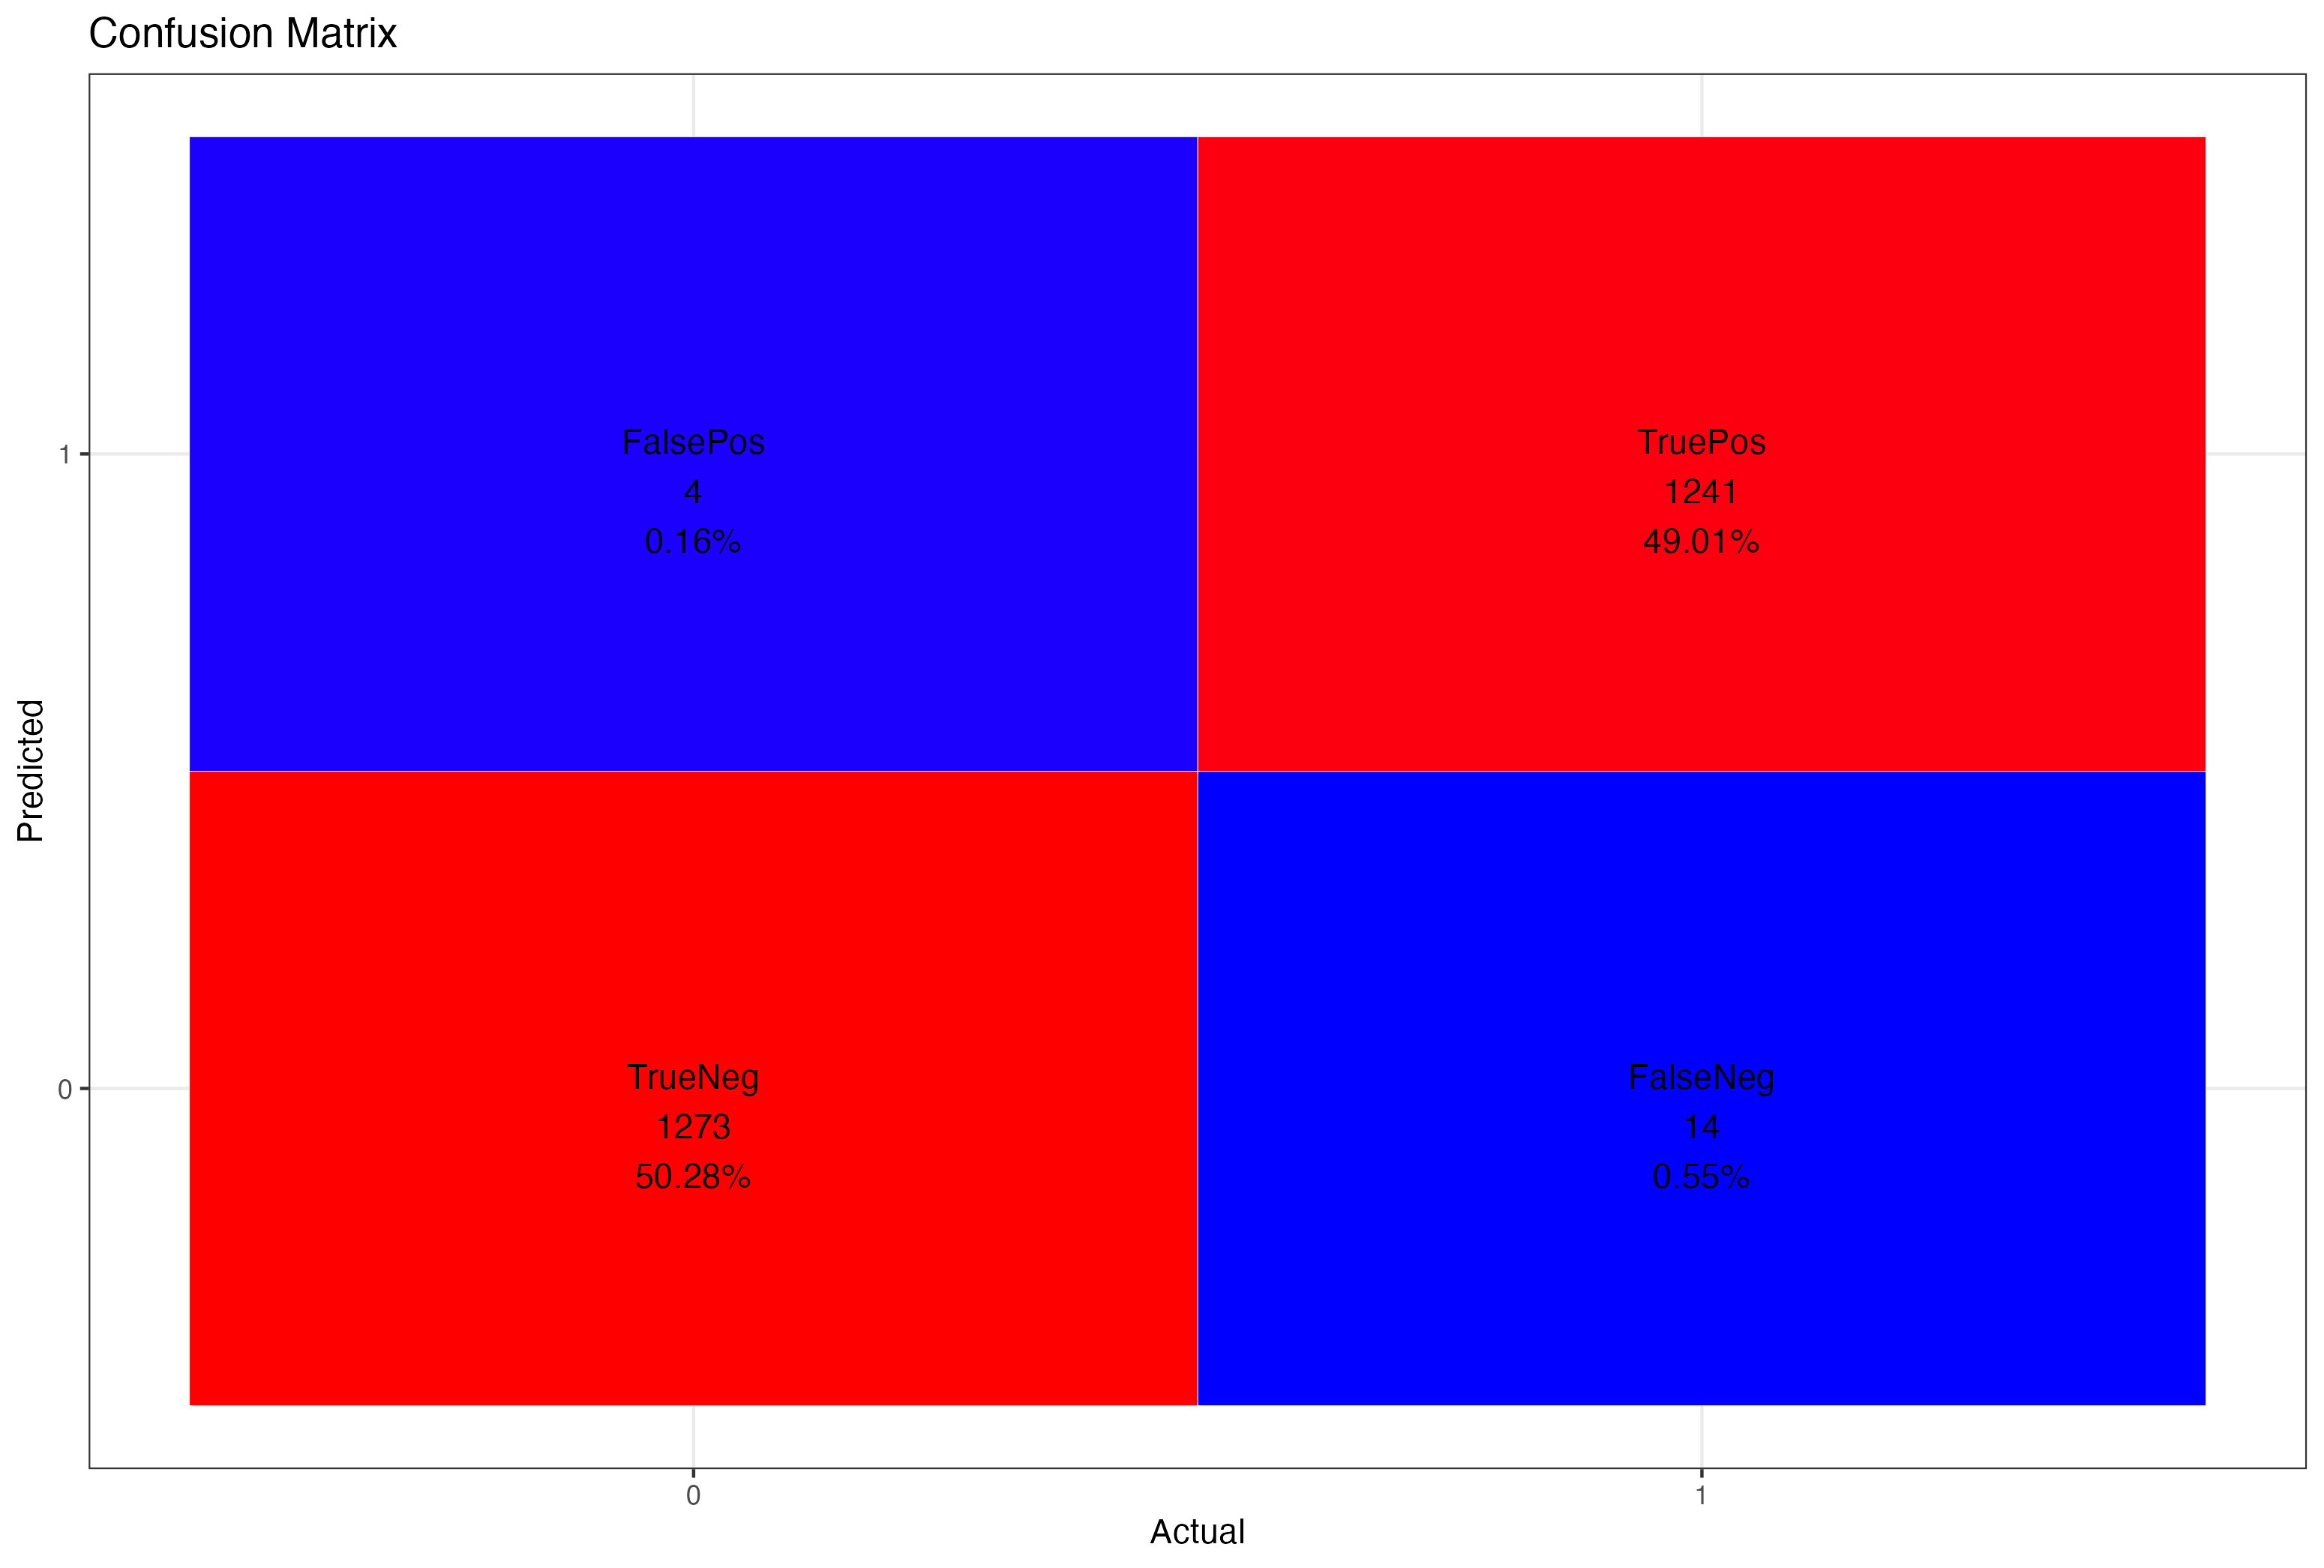 Confusion Matrix
Predicted
1
0
FalsePos
4
0.16%
TruePos
1241
49.01%
TrueNeg
1273
50.28%
FalseNeg
14
0.55%
0
1
Actual